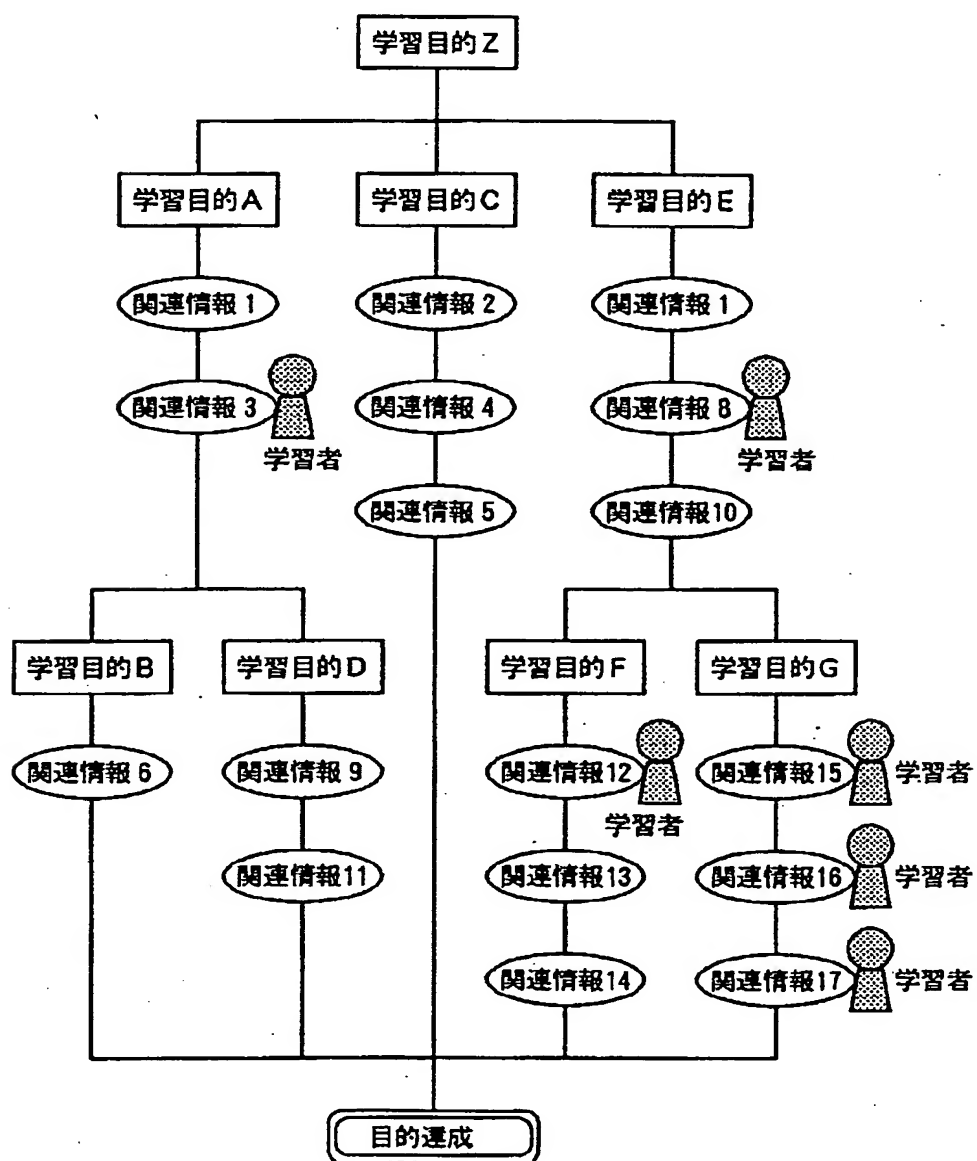 学習目的Z
学習目的A
学習目的C
学習目的E
関連情報1
関連情報2
関連情報1
関連情報3
学習者
関連情報4
関連情報8
学習者
関連情報5
関連情報10
学習目的B
学習目的D
学習目的F
学習目的G
関連情報6
関連情報9
関連情報12
学習者
関連情報15
学習者
関連情報11
関連情報13
関連情報16
学習者
関連情報14
関連情報17
学習者
目的達成